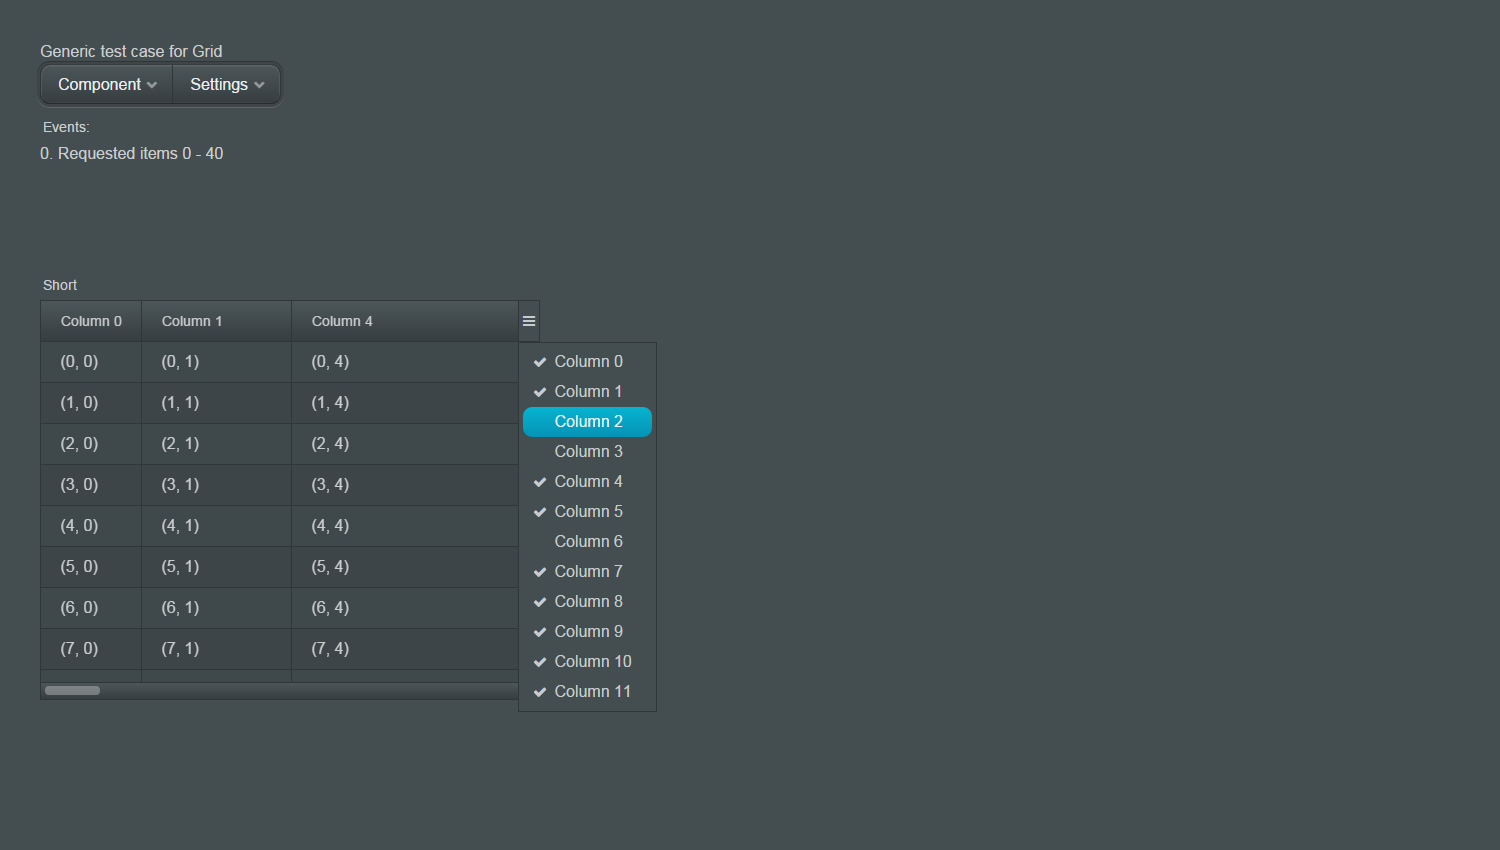 Generic test case for Grid
Component Settings
Events:
0. Requested items 0 - 40
Short
Column 0 Column 1 Column 4
(0, 0) (0, 1) (0, 4)
(1, 0) (1, 1) (1, 4)
(2, 0) (2, 1) (2, 4)
(3, 0) (3, 1) (3, 4)
(4, 0) (4, 1) (4, 4)
(5, 0) (5, 1) (5, 4)
(6, 0) (6, 1) (6, 4)
(7, 0) (7, 1) (7, 4)
Column 0
Column 1
Column 2
Column 3
Column 4
Column 5
Column 6
Column 7
Column 8
Column 9
Column 10
Column 11